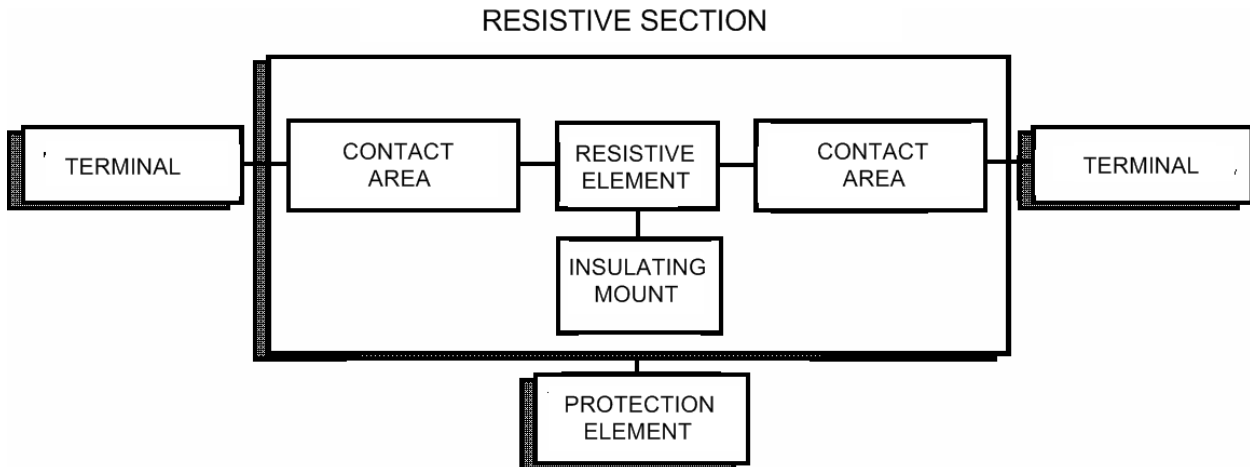 RESISTIVE SECTION
TERMINAL
CONTACT
AREA
RESISTIVE
ELEMENT
CONTACT
AREA
TERMINAL
INSULATING
MOUNT
PROTECTION
ELEMENT